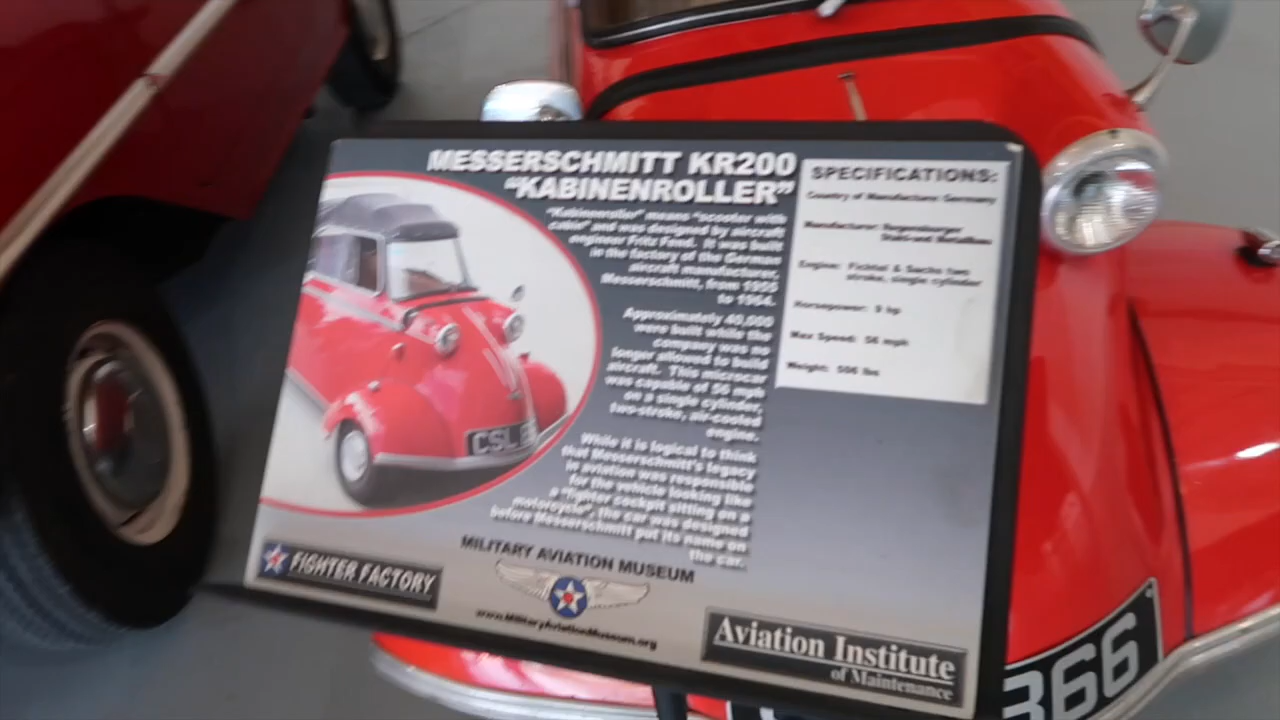 MESSERSCHMITT KR200
"KABINENROLLER"
"Kabinenroller" means "scooter with
cabin" and was designed by aircraft
engineer Fritz Fend. It was built
in the factory of the German
aircraft manufacturer,
Messerschmitt, from 1955
to 1964.
Approximately 40,000
were built while the
company was no
longer allowed to build
aircraft. This microcar
was capable of 56 mph
on a single cylinder,
two-stroke, air-cooled
engine.
While it is logical to think
that Messerschmitt's legacy
in aviation was responsible
for the vehicle looking like
a "fighter cockpit sitting on a
motorcycle", the car was designed
before Messerschmitt put its name on
the car.
SPECIFICATIONS:
Country of Manufacture: Germany
Manufacturer: Regensburger
Stahl-und Metallbau
Engine: Fichtel & Sachs two
stroke, single cylinder
Horsepower: 9 hp
Max Speed: 56 mph
Weight: 506 lbs
CSL
FIGHTER FACTORY
MILITARY AVIATION MUSEUM
www.MilitaryAviationMuseum.org
Aviation Institute
of Maintenance
366